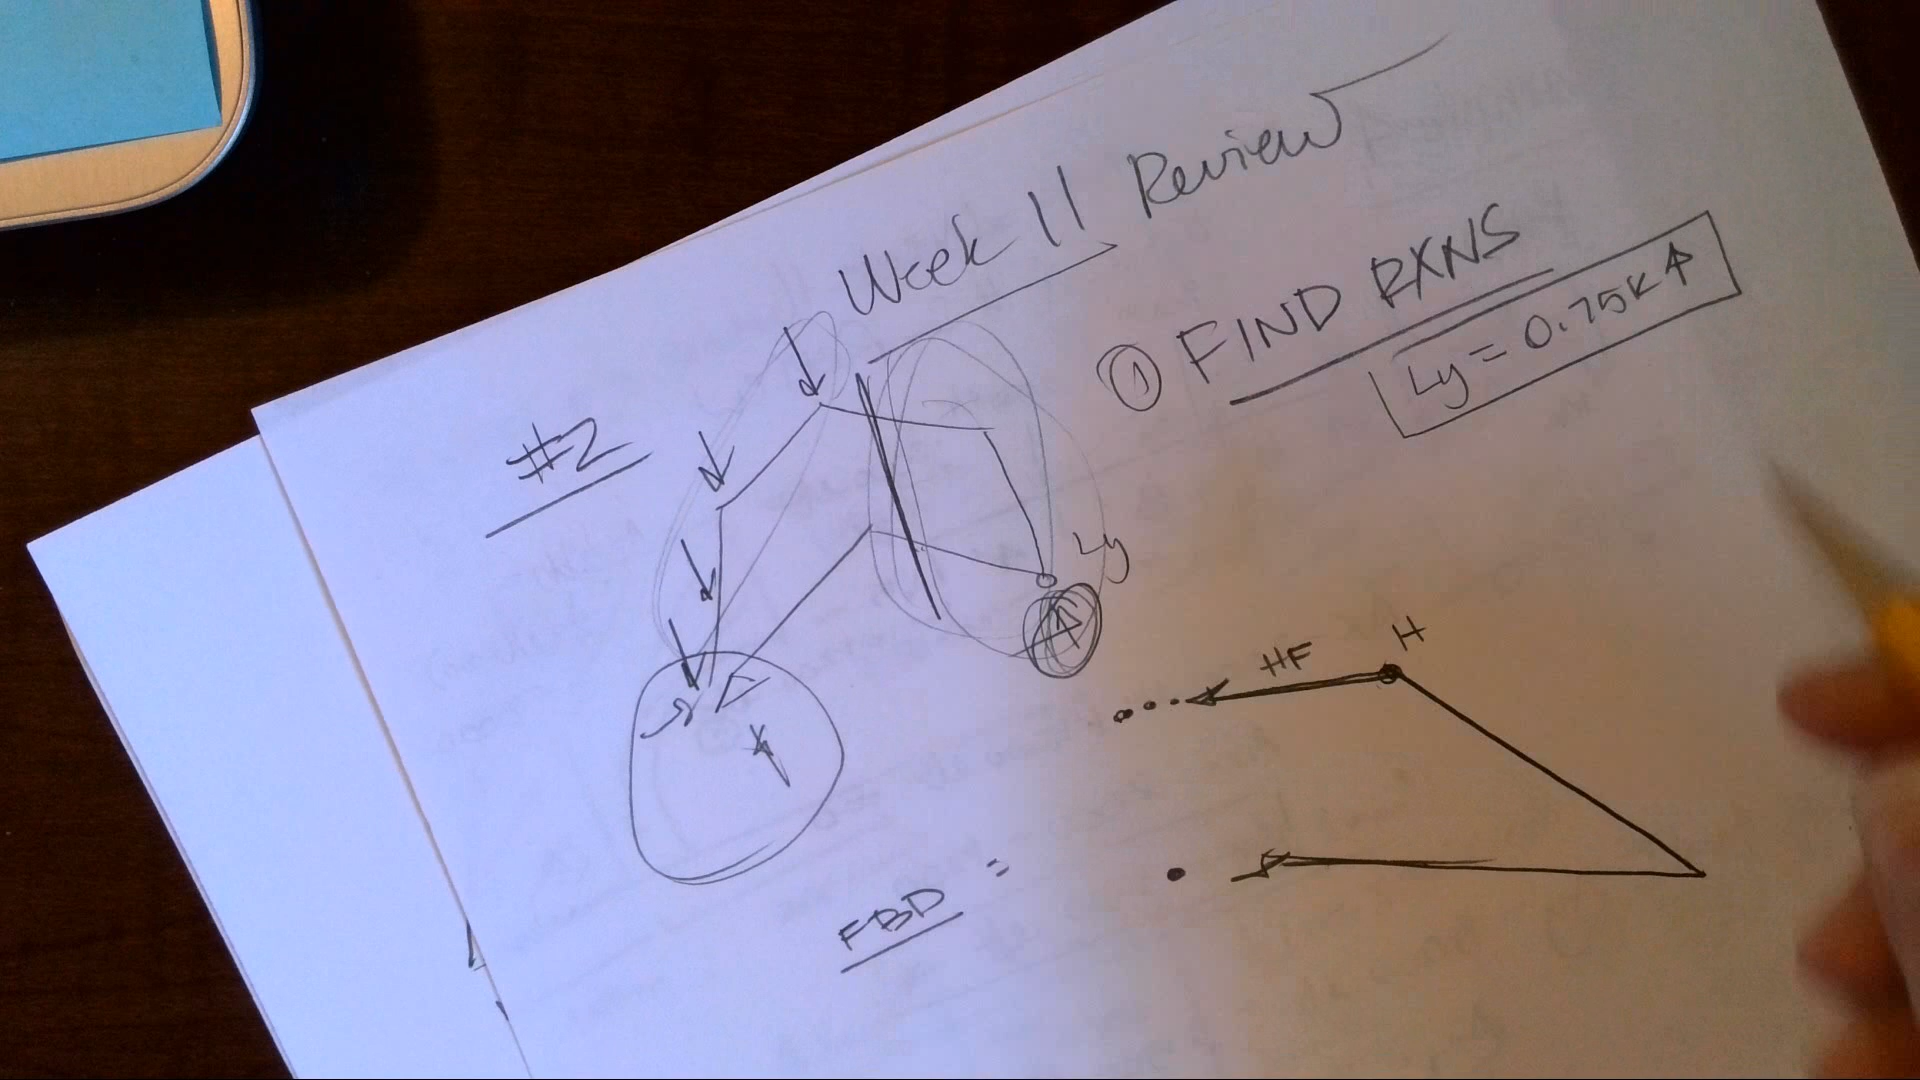 Week 11 Review
#2
① FIND RXNS
Ly = 0.75K↑
Ly
H
HF
FBD =